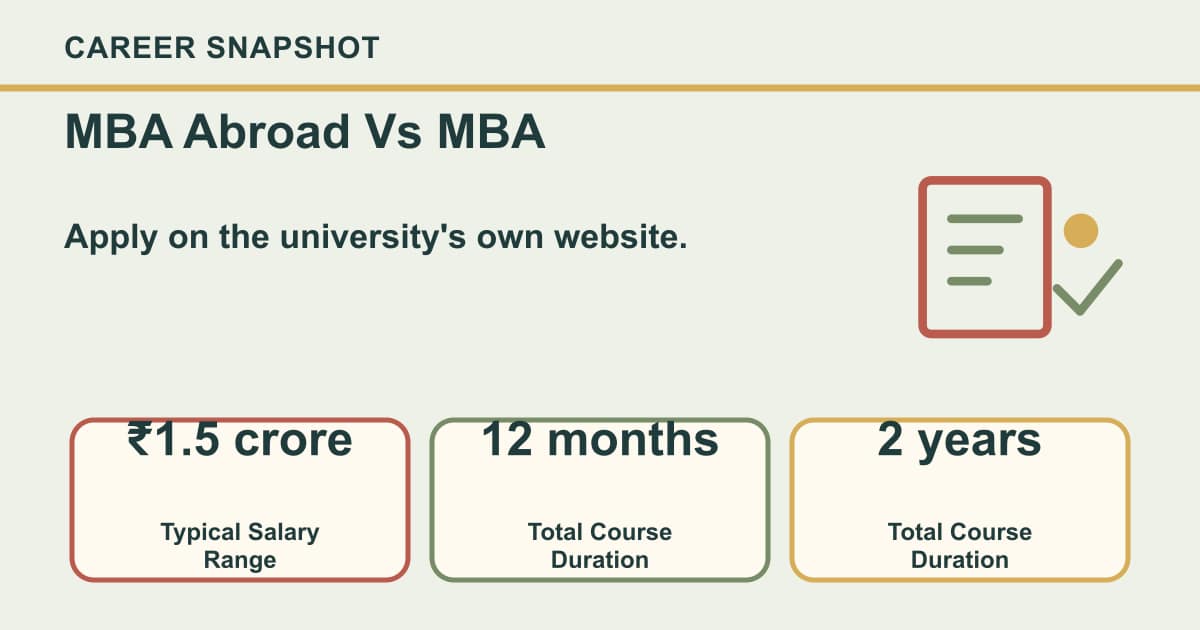 CAREER SNAPSHOT
MBA Abroad Vs MBA
Apply on the university's own website.
₹1.5 crore
Typical Salary
Range
12 months
Total Course
Duration
2 years
Total Course
Duration